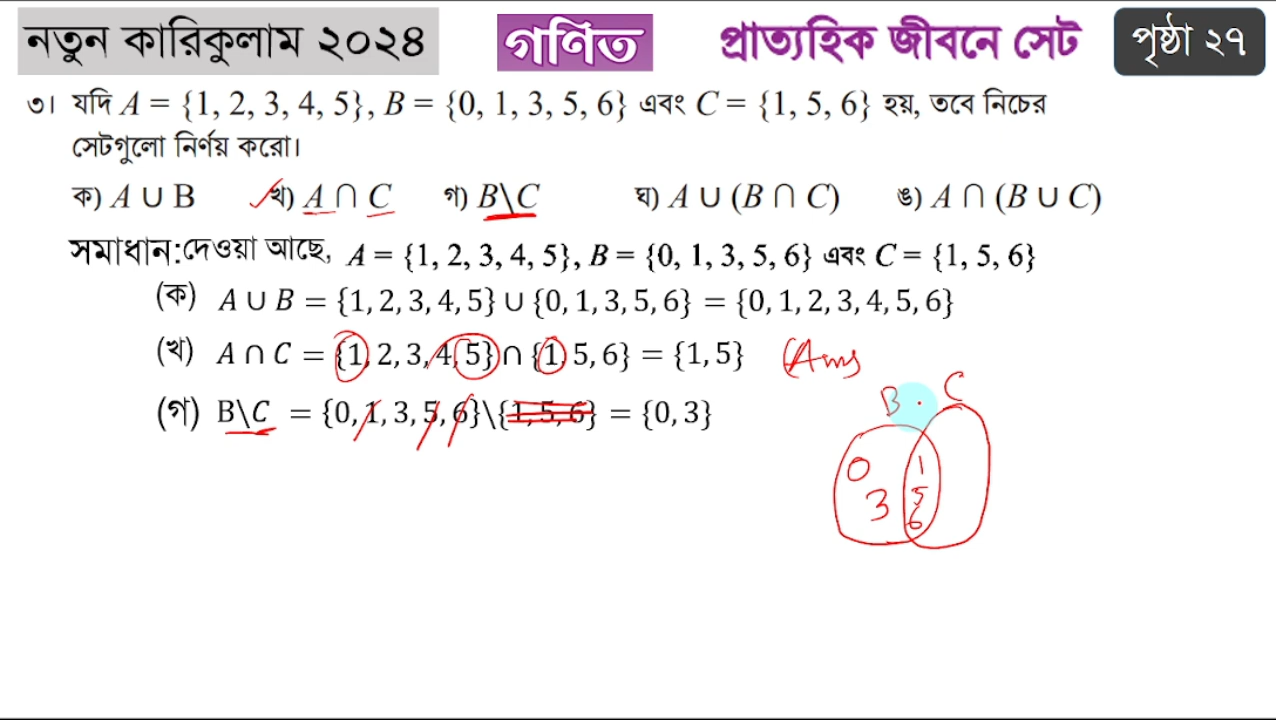 নতুন কারিকুলাম ২০২৪ গণিত প্রাত্যহিক জীবনে সেট পৃষ্ঠা ২৭
৩। যদি A = {1, 2, 3, 4, 5}, B = {0, 1, 3, 5, 6} এবং C = {1, 5, 6} হয়, তবে নিচের
সেটগুলো নির্ণয় করো।
ক) A ∪ B খ) A ∩ C গ) B\C ঘ) A ∪ (B ∩ C) ঙ) A ∩ (B ∪ C)
সমাধান:দেওয়া আছে, A = {1, 2, 3, 4, 5}, B = {0, 1, 3, 5, 6} এবং C = {1, 5, 6}
(ক) A ∪ B = {1, 2, 3, 4, 5} ∪ {0, 1, 3, 5, 6} = {0, 1, 2, 3, 4, 5, 6}
(খ) A ∩ C = {1, 2, 3, 4, 5} ∩ {1, 5, 6} = {1, 5} (Ans
(গ) B\C = {0, 1, 3, 5, 6}\{1, 5, 6} = {0, 3}
B C
0 1
3 5
6